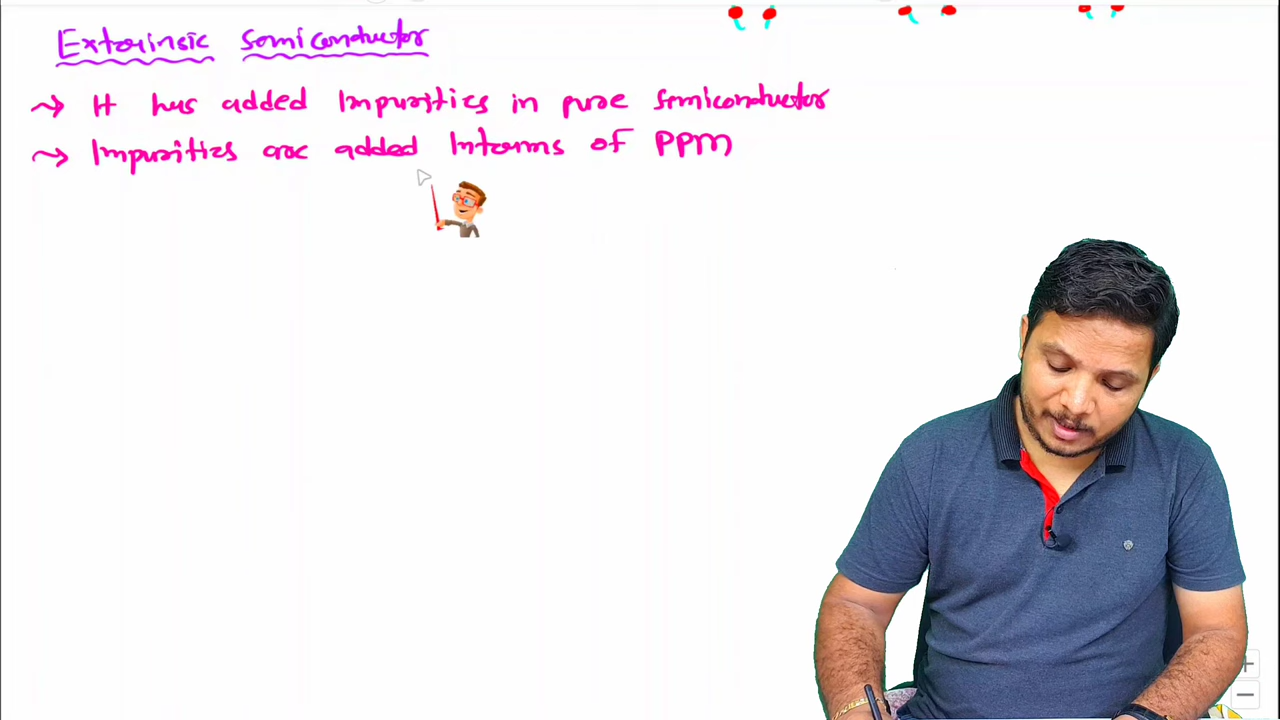 Extrinsic Semiconductor
→ It has added Impurities in pure semiconductor
→ Impurities are added Interms of PPM